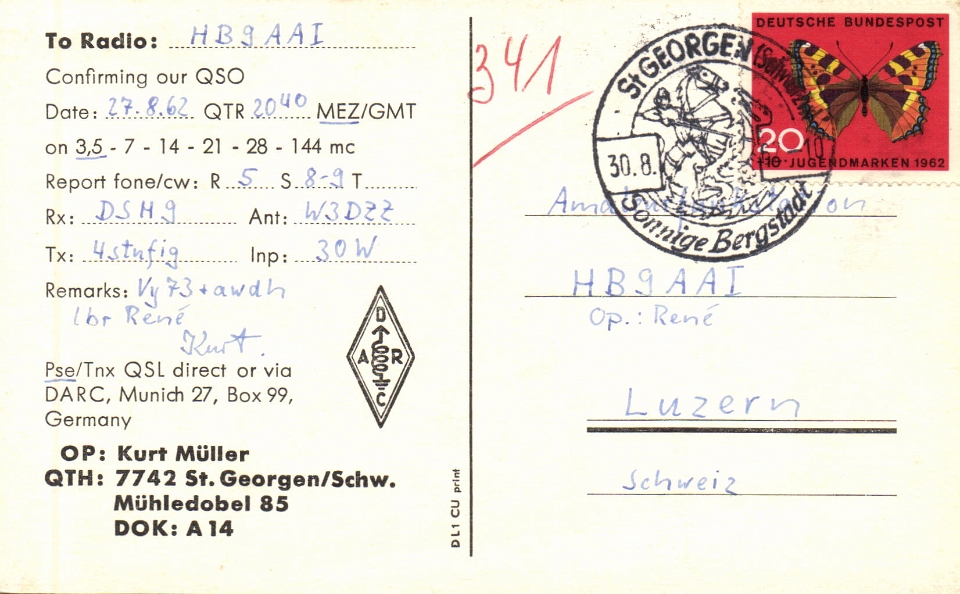 To Radio: HB9AAI
Confirming our QSO
Date: 27.8.62 QTR 20⁴⁰ MEZ/GMT
on 3,5 - 7 - 14 - 21 - 28 - 144 mc
Report fone/cw: R 5 S 8-9 T
Rx: DSH9 Ant: W3DZZ
Tx: 4stufig Inp: 30W
Remarks: Vy 73 + awdh
lbr René
Kurt.
Pse/Tnx QSL direct or via
DARC, Munich 27, Box 99,
Germany
D
A R
C
OP: Kurt Müller
QTH: 7742 St. Georgen/Schw.
Mühledobel 85
DOK: A 14
DL1 CU print
341
St GEORGEN (Schwarzw)
30.8.
10
Sonnige Bergstadt
DEUTSCHE BUNDESPOST
20
+10 · JUGENDMARKEN 1962
Amateurfunkstation
HB9AAI
Op.: René
Luzern
Schweiz